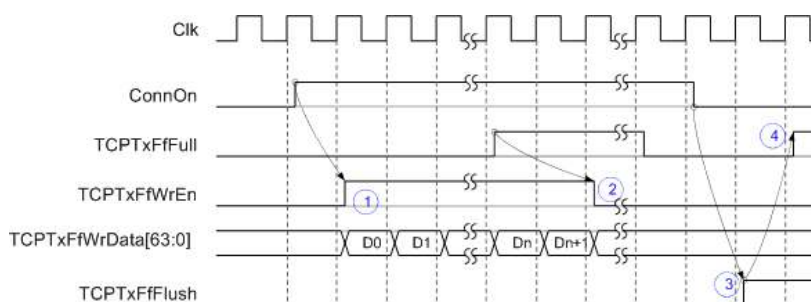 Clk
ConnOn
TCPTxFfFull
4
TCPTxFfWrEn
1
2
TCPTxFfWrData[63:0]
D0
D1
Dn
Dn+1
3
TCPTxFfFlush